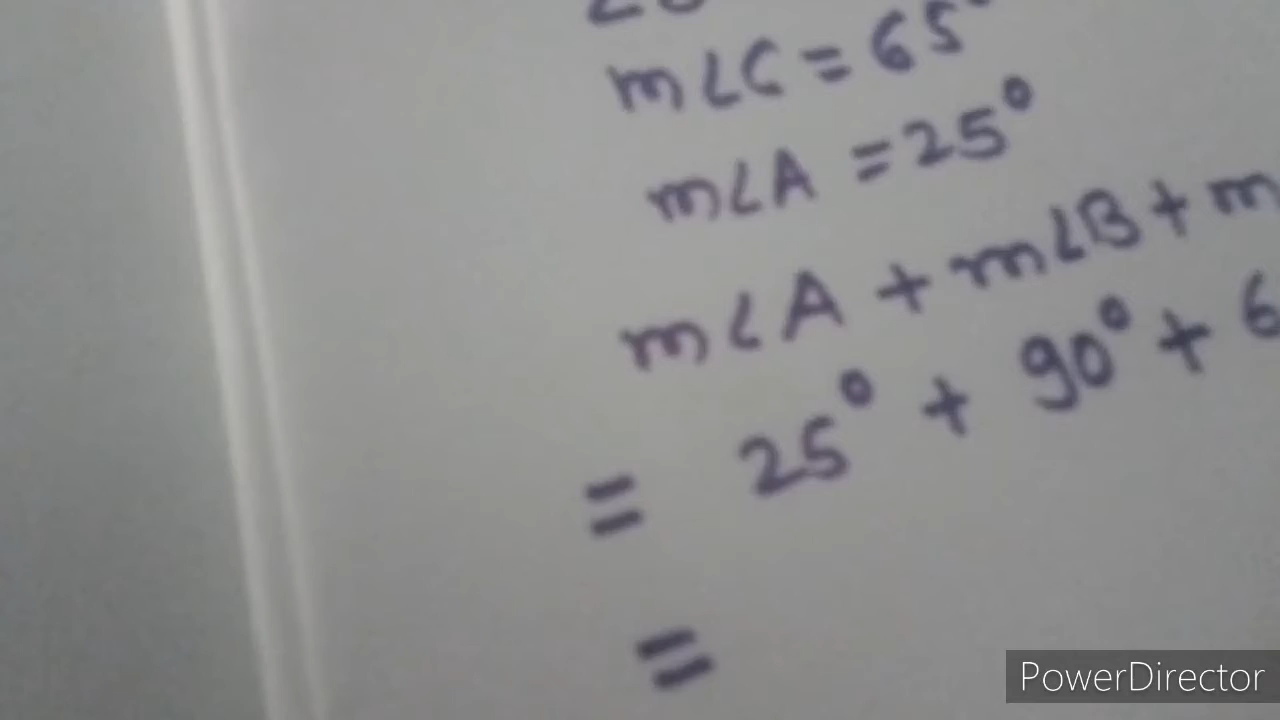 m∠C = 65°
m∠A = 25°
m∠A + m∠B + m
= 25° + 90° + 6
=
PowerDirector